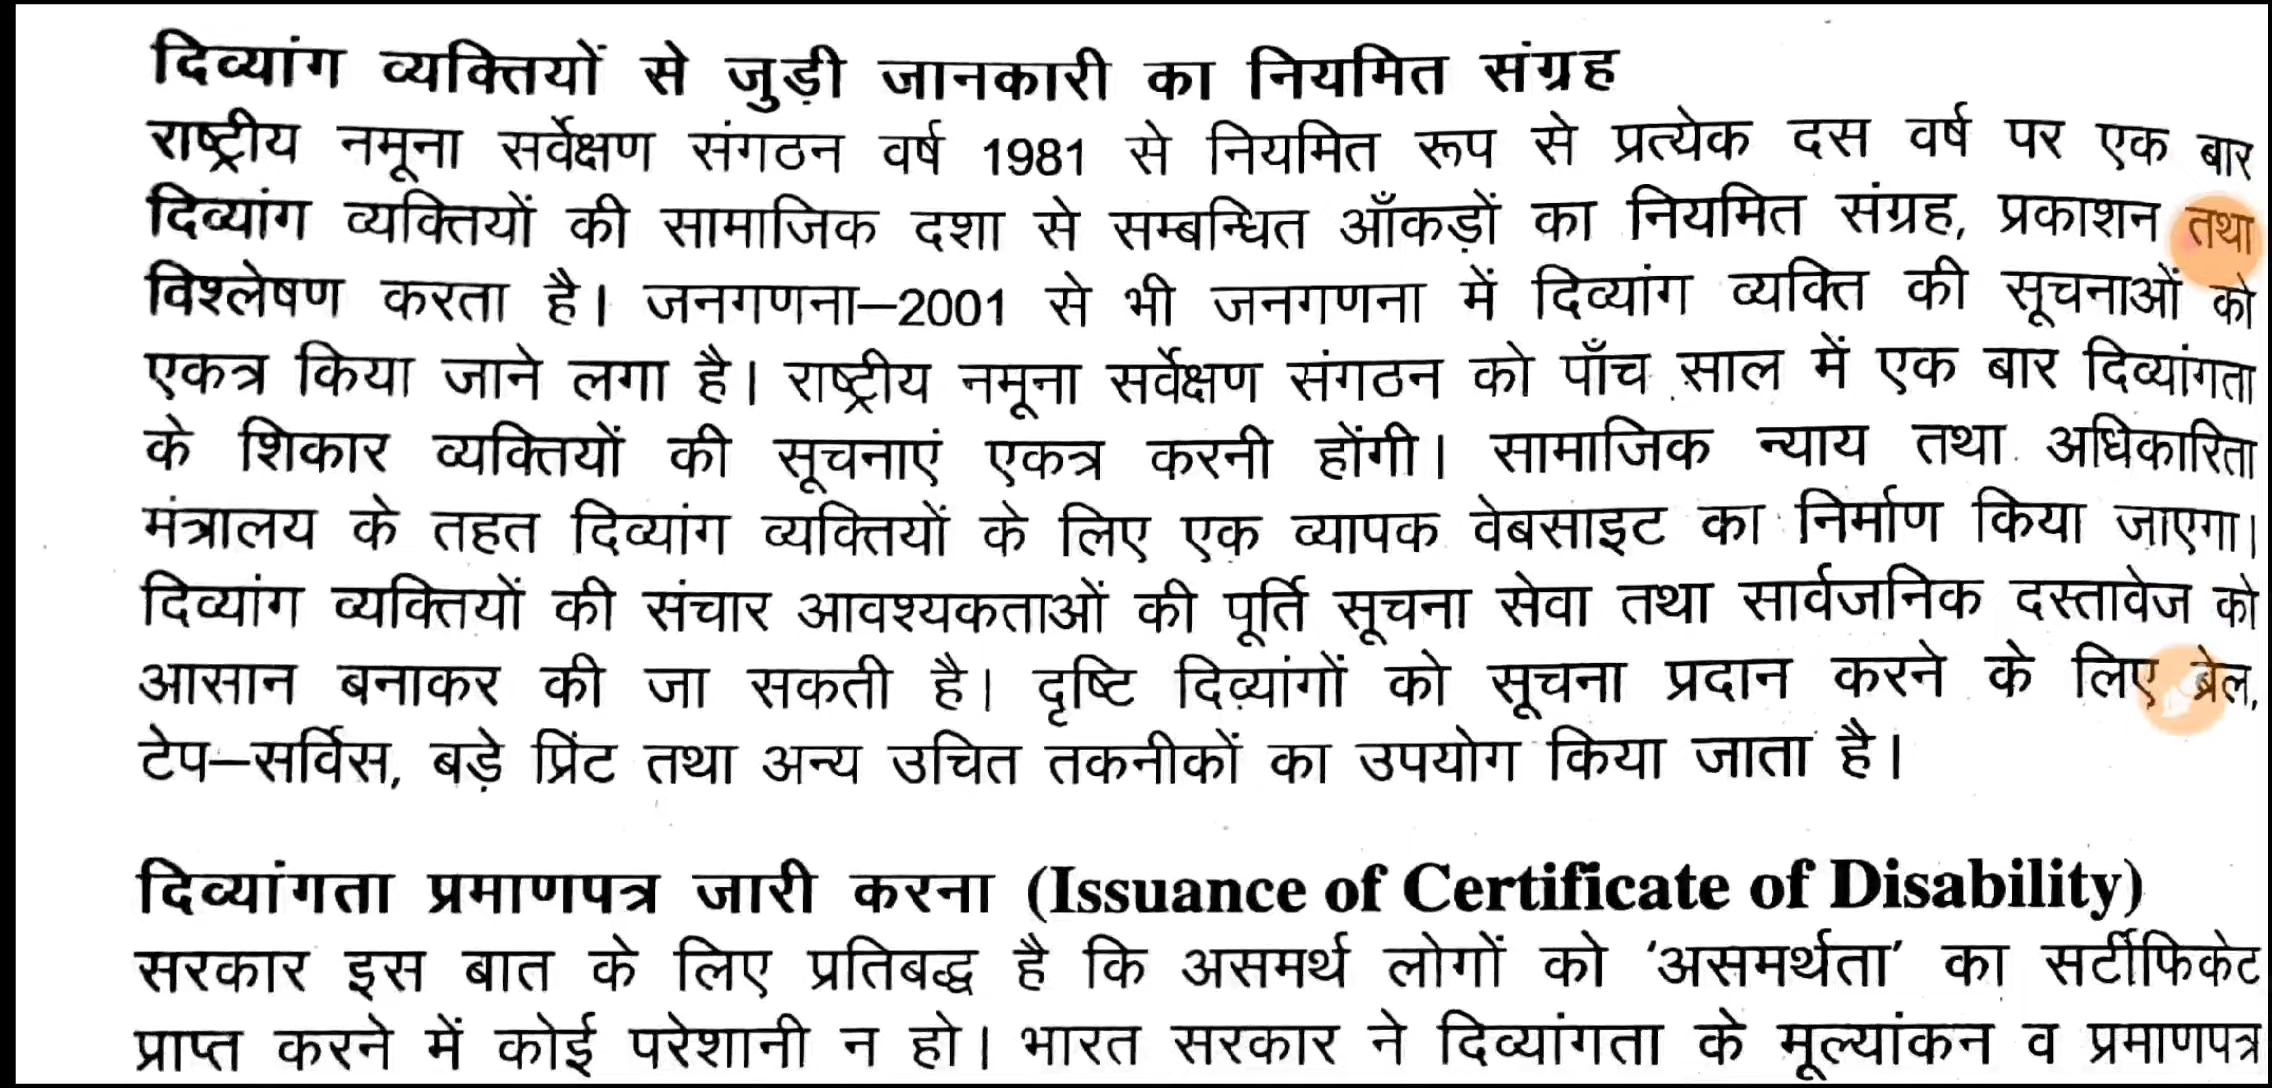 दिव्यांग व्यक्तियों से जुड़ी जानकारी का नियमित संग्रह
राष्ट्रीय नमूना सर्वेक्षण संगठन वर्ष 1981 से नियमित रूप से प्रत्येक दस वर्ष पर एक बार
दिव्यांग व्यक्तियों की सामाजिक दशा से सम्बन्धित आँकड़ों का नियमित संग्रह, प्रकाशन तथा
विश्लेषण करता है। जनगणना–2001 से भी जनगणना में दिव्यांग व्यक्ति की सूचनाओं को
एकत्र किया जाने लगा है। राष्ट्रीय नमूना सर्वेक्षण संगठन को पाँच साल में एक बार दिव्यांगता
के शिकार व्यक्तियों की सूचनाएं एकत्र करनी होंगी। सामाजिक न्याय तथा अधिकारिता
मंत्रालय के तहत दिव्यांग व्यक्तियों के लिए एक व्यापक वेबसाइट का निर्माण किया जाएगा।
दिव्यांग व्यक्तियों की संचार आवश्यकताओं की पूर्ति सूचना सेवा तथा सार्वजनिक दस्तावेज को
आसान बनाकर की जा सकती है। दृष्टि दिव्यांगों को सूचना प्रदान करने के लिए ब्रेल,
टेप–सर्विस, बड़े प्रिंट तथा अन्य उचित तकनीकों का उपयोग किया जाता है।
दिव्यांगता प्रमाणपत्र जारी करना (Issuance of Certificate of Disability)
सरकार इस बात के लिए प्रतिबद्ध है कि असमर्थ लोगों को ‘असमर्थता’ का सर्टीफिकेट
प्राप्त करने में कोई परेशानी न हो। भारत सरकार ने दिव्यांगता के मूल्यांकन व प्रमाणपत्र